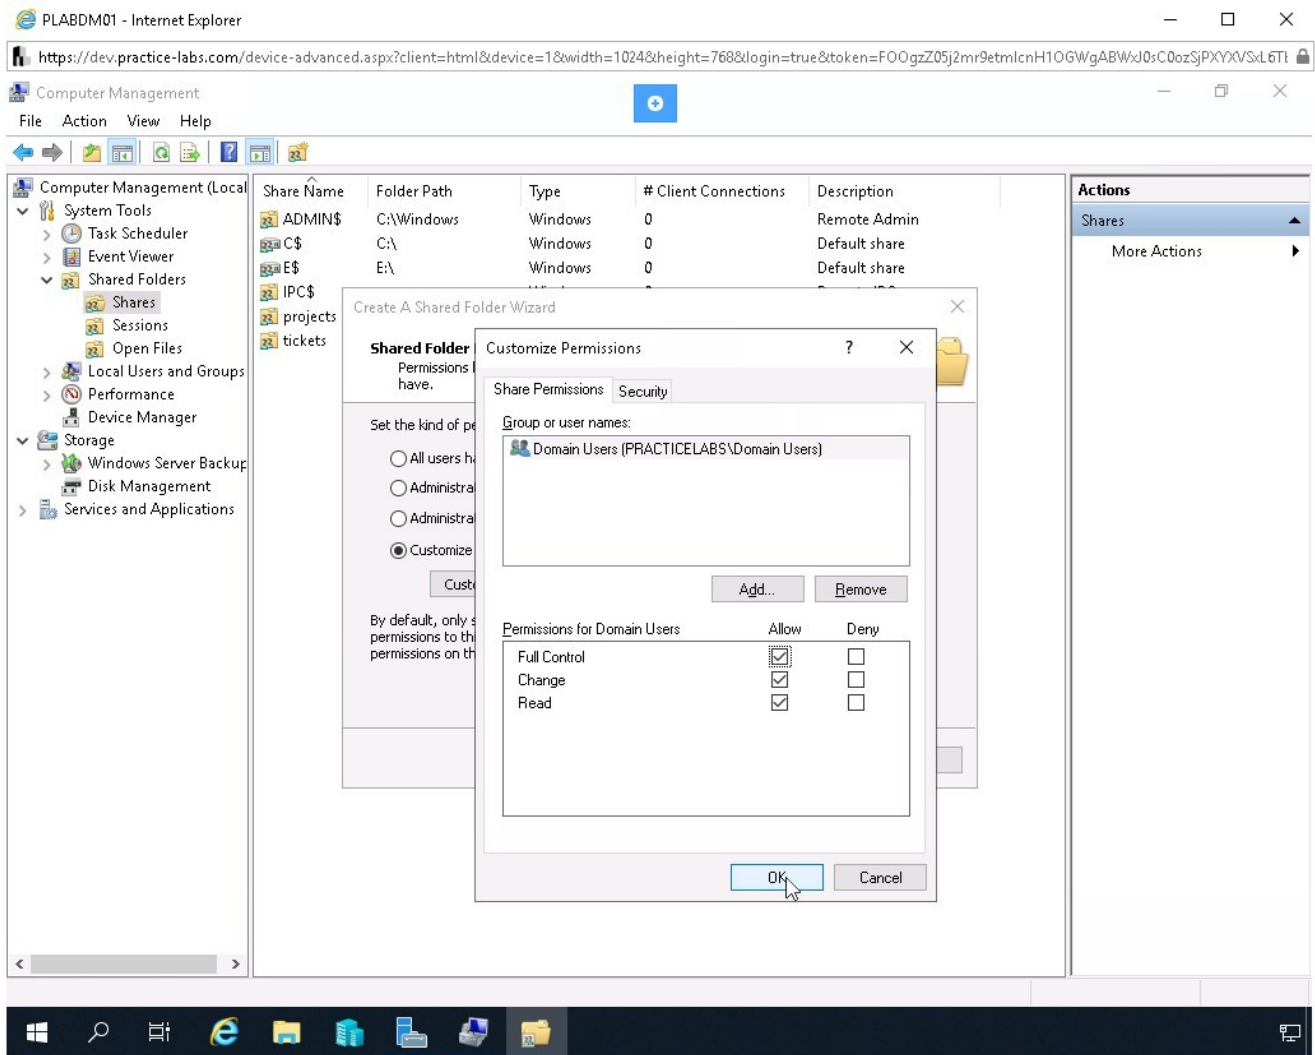 PLABDM01 - Internet Explorer
https://dev.practice-labs.com/device-advanced.aspx?client=html&device=1&width=1024&height=768&login=true&token=
Computer Management
File Action View Help
Computer Management (Local
System Tools
Task Scheduler
Event Viewer
Shared Folders
Shares
Sessions
Open Files
Local Users and Groups
Performance
Device Manager
Storage
Windows Server Backup
Disk Management
Services and Applications
Share Name Folder Path Type # Client Connections Description
ADMIN$ C:\Windows Windows 0 Remote Admin
C$ C:\ Windows 0 Default share
E$ E:\ Windows 0 Default share
IPC$
projects
tickets
Actions
Shares
More Actions
Create A Shared Folder Wizard
Shared Folder
Permissions
have.
Set the kind of pe
All users ha
Administra
Administra
Customize
Custo
By default, only s
permissions to thi
permissions on th
Customize Permissions ?
Share Permissions Security
Group or user names:
Domain Users (PRACTICELABS\Domain Users)
Add... Remove
Permissions for Domain Users Allow Deny
Full Control
Change
Read
OK Cancel